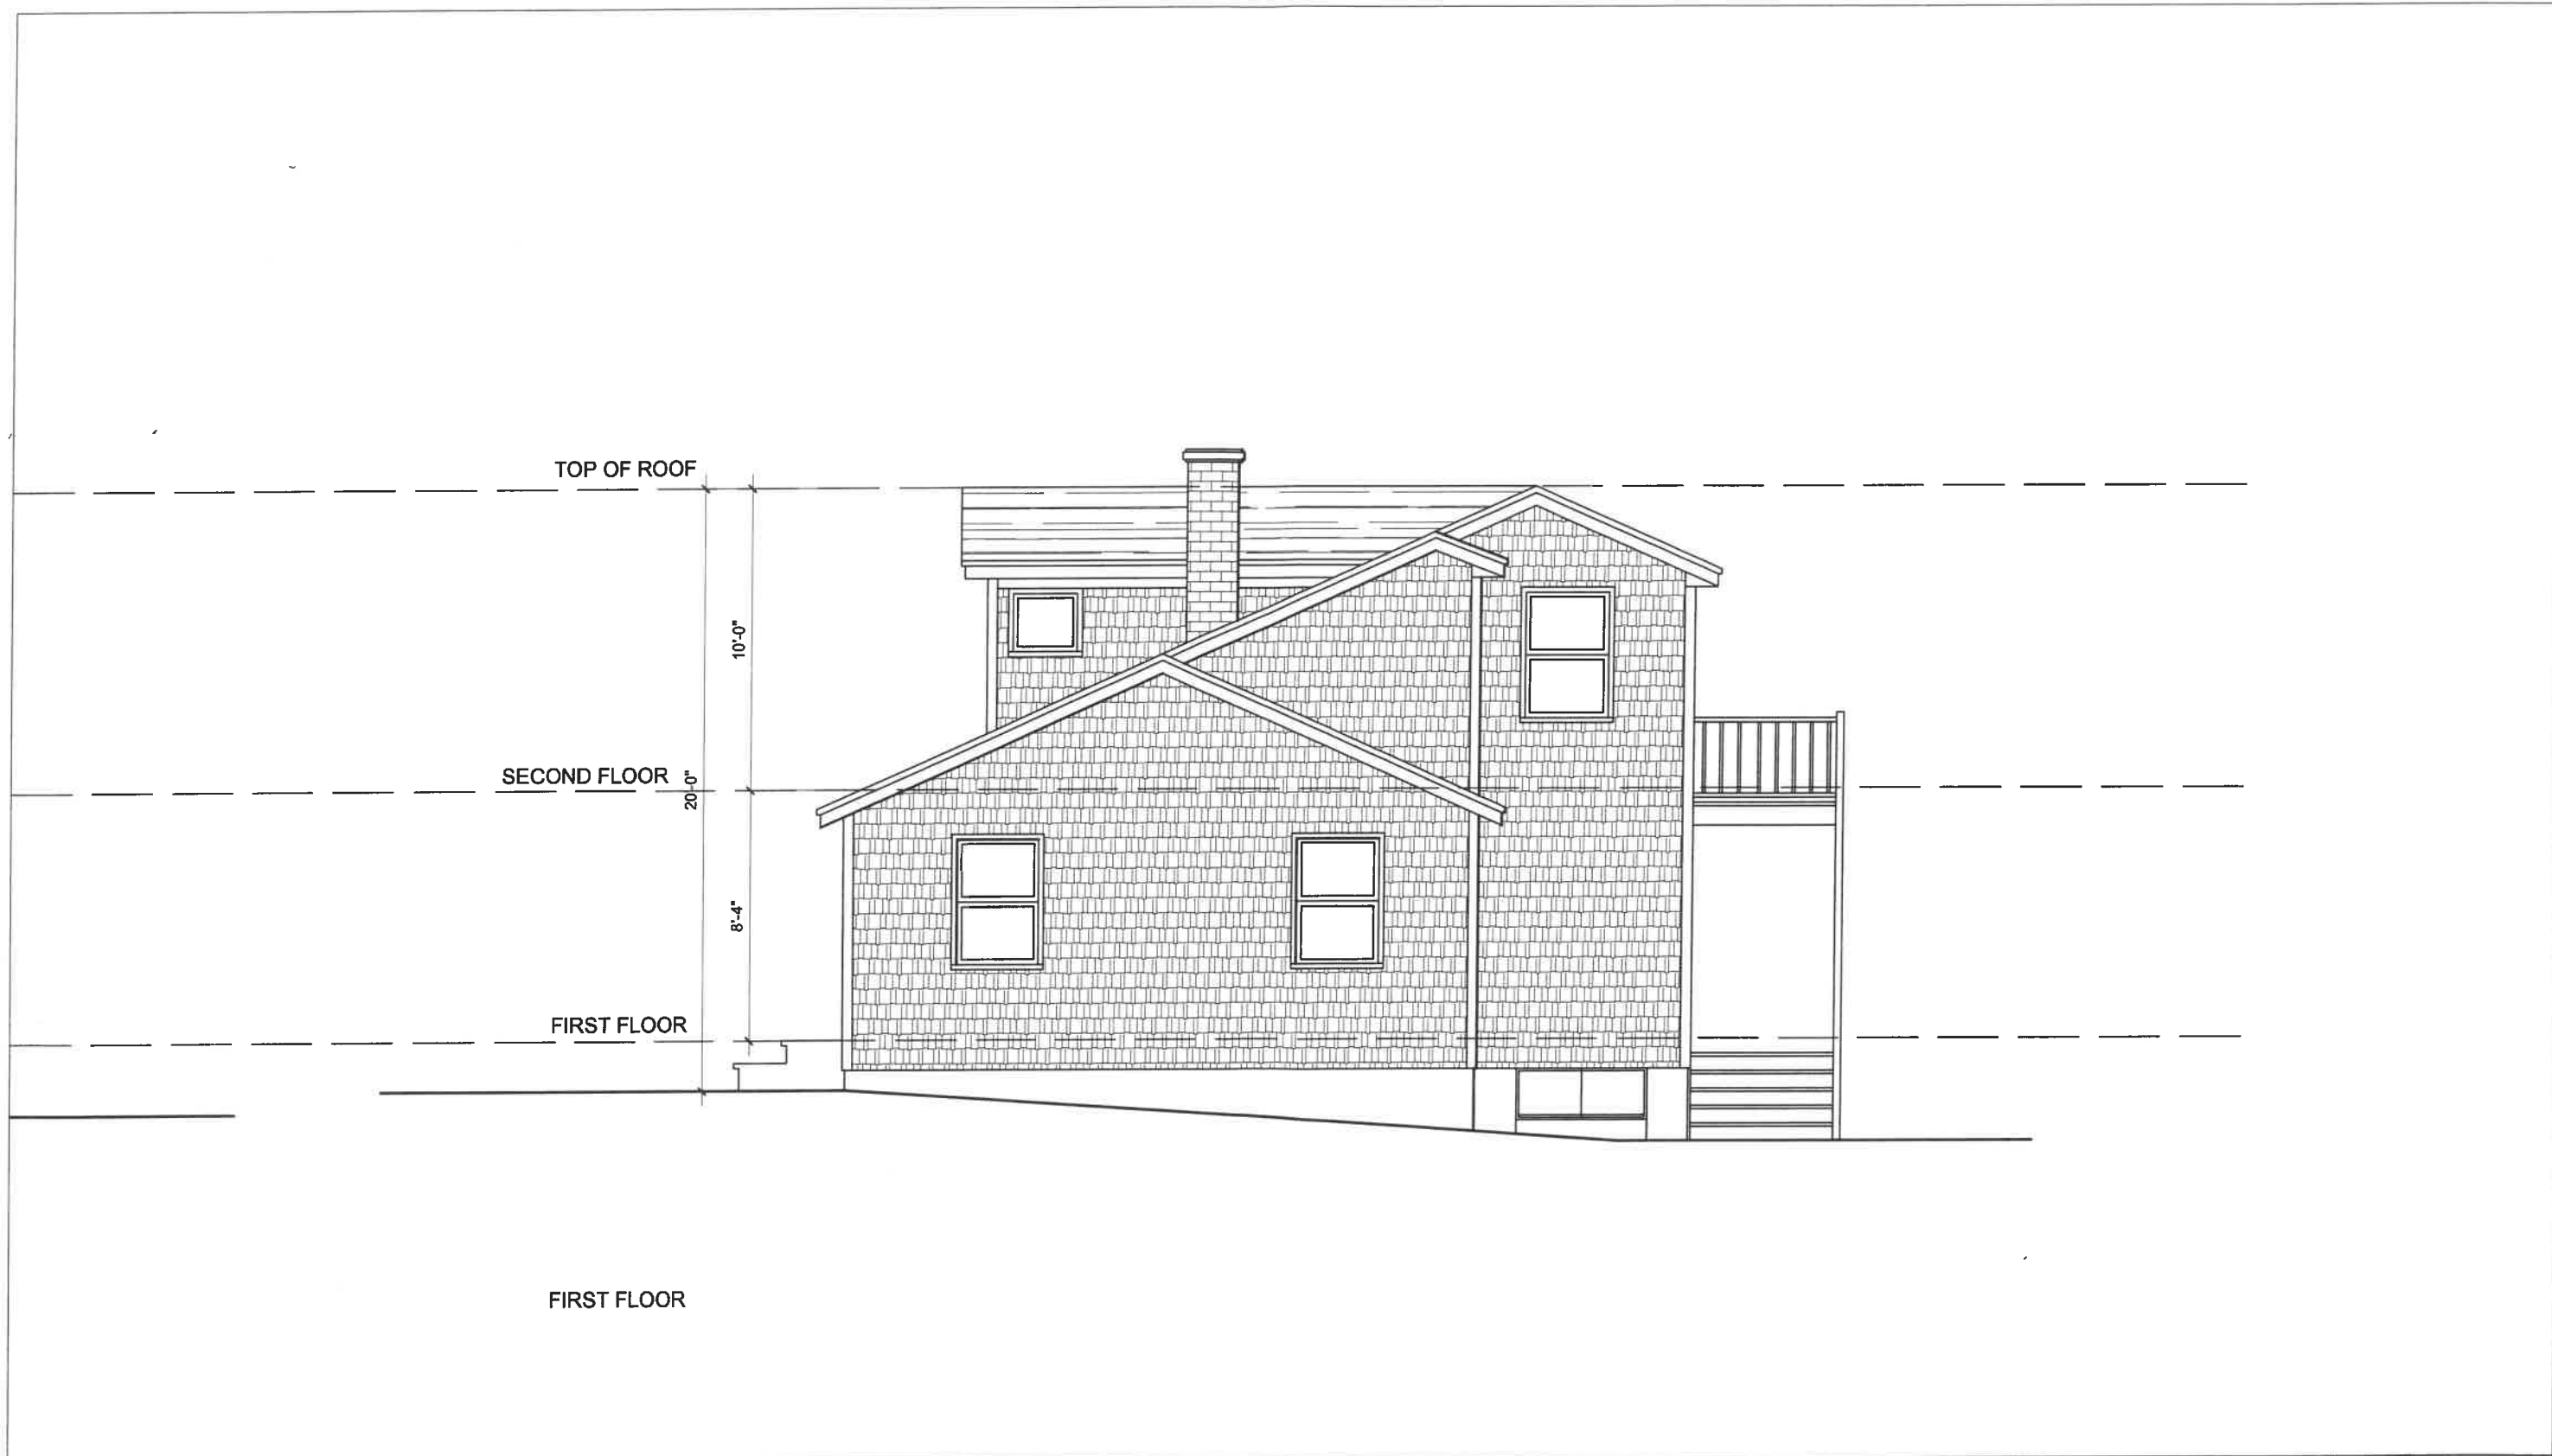 TOP OF ROOF
10'-0"
SECOND FLOOR
20'-0"
8'-4"
FIRST FLOOR
FIRST FLOOR